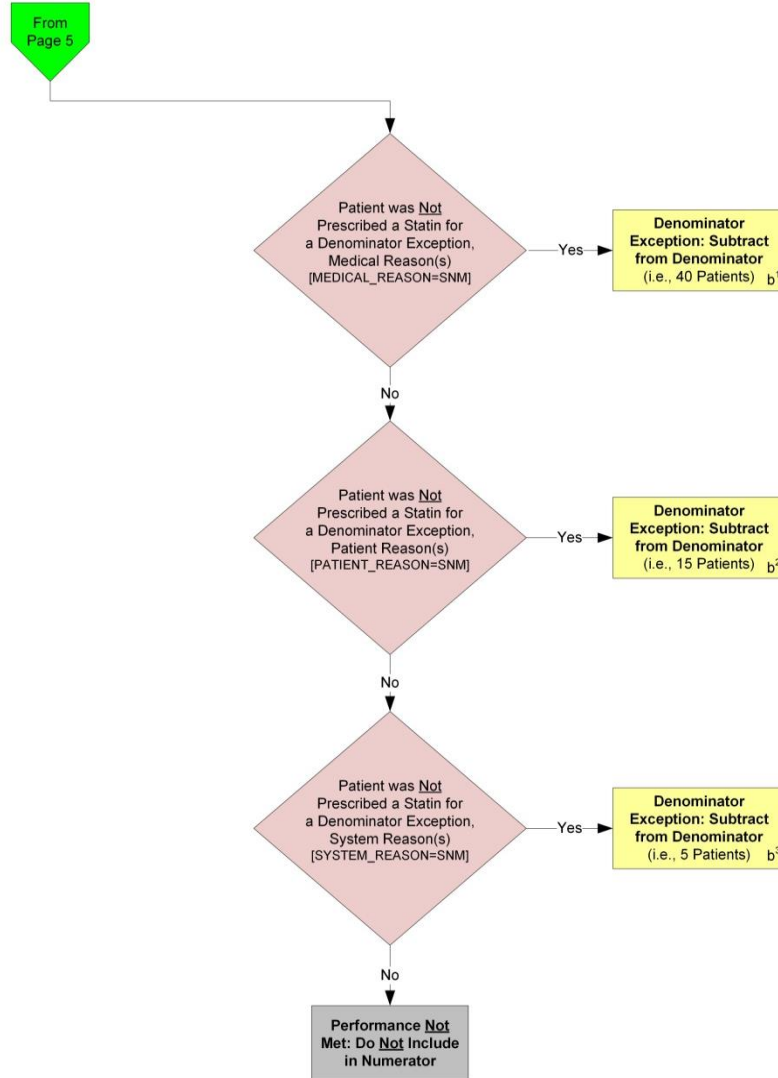 From
Page 5
Patient was Not
Prescribed a Statin for
a Denominator Exception,
Medical Reason(s)
[MEDICAL_REASON=SNM]
Yes
Denominator
Exception: Subtract
from Denominator
(i.e., 40 Patients) b¹
No
Patient was Not
Prescribed a Statin for
a Denominator Exception,
Patient Reason(s)
[PATIENT_REASON=SNM]
Yes
Denominator
Exception: Subtract
from Denominator
(i.e., 15 Patients) b²
No
Patient was Not
Prescribed a Statin for
a Denominator Exception,
System Reason(s)
[SYSTEM_REASON=SNM]
Yes
Denominator
Exception: Subtract
from Denominator
(i.e., 5 Patients) b³
No
Performance Not
Met: Do Not Include
in Numerator